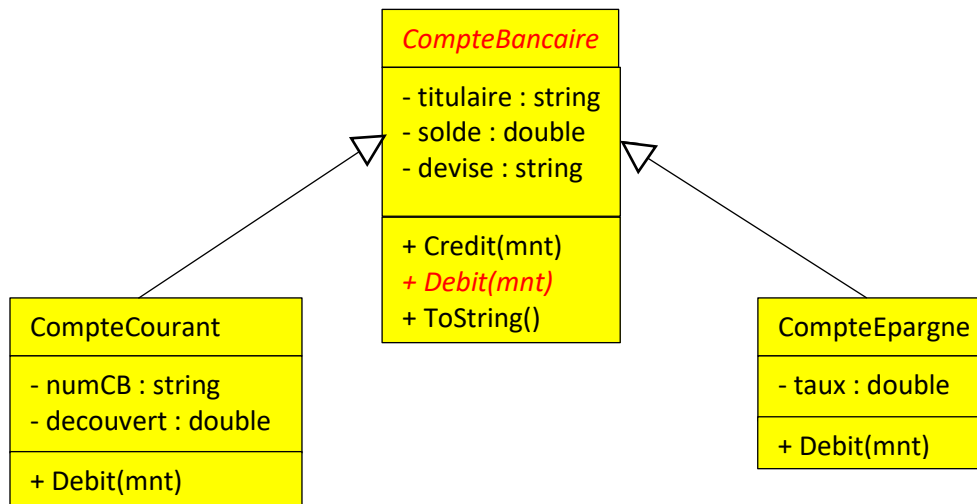 CompteBancaire
- titulaire : string
- solde : double
- devise : string
+ Credit(mnt)
+ Debit(mnt)
+ ToString()
CompteCourant
- numCB : string
- decouvert : double
+ Debit(mnt)
CompteEpargne
- taux : double
+ Debit(mnt)